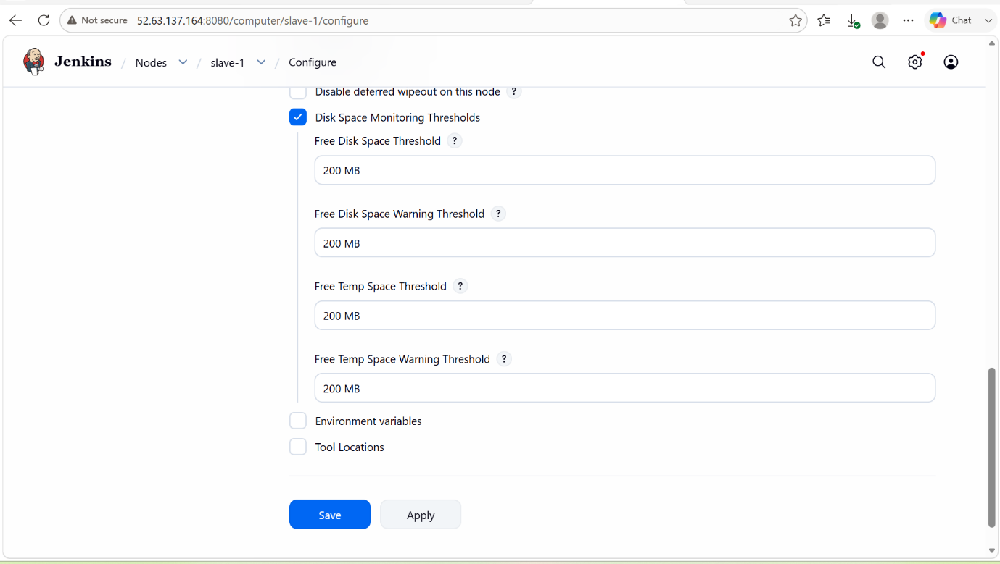 Not secure 52.63.137.164:8080/computer/slave-1/configure Chat
Jenkins / Nodes / slave-1 / Configure
Disable deferred wipeout on this node ?
Disk Space Monitoring Thresholds
Free Disk Space Threshold ?
200 MB
Free Disk Space Warning Threshold ?
200 MB
Free Temp Space Threshold ?
200 MB
Free Temp Space Warning Threshold ?
200 MB
Environment variables
Tool Locations
Save Apply